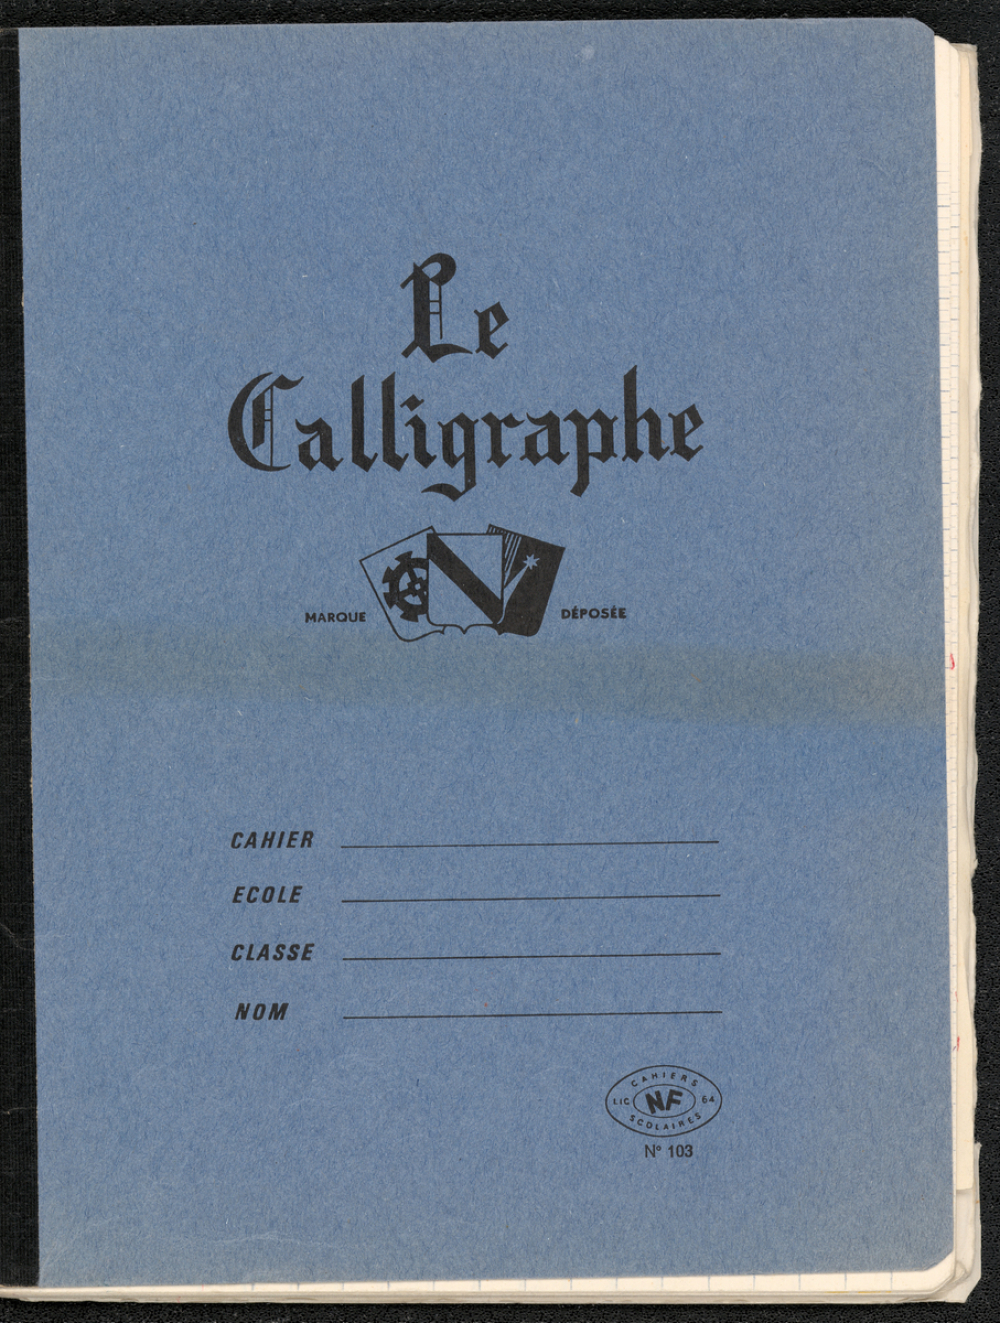 Le
Calligraphe
MARQUE DÉPOSÉE
CAHIER
ECOLE
CLASSE
NOM
CAHIERS
LIC NF 64
SCOLAIRES
N° 103